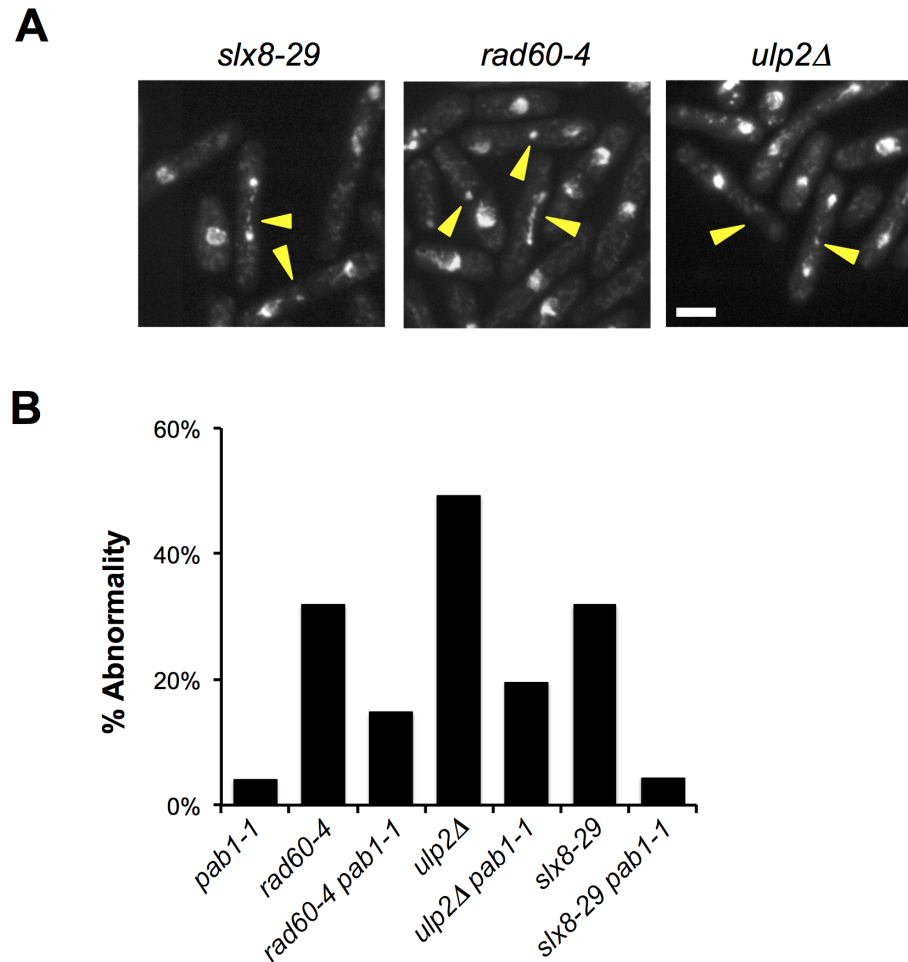 A
slx8-29
rad60-4
ulp2Δ
B
60%
40%
20%
0%
% Abnormality
pab1-1
rad60-4
rad60-4 pab1-1
ulp2Δ
ulp2Δ pab1-1
slx8-29
slx8-29 pab1-1